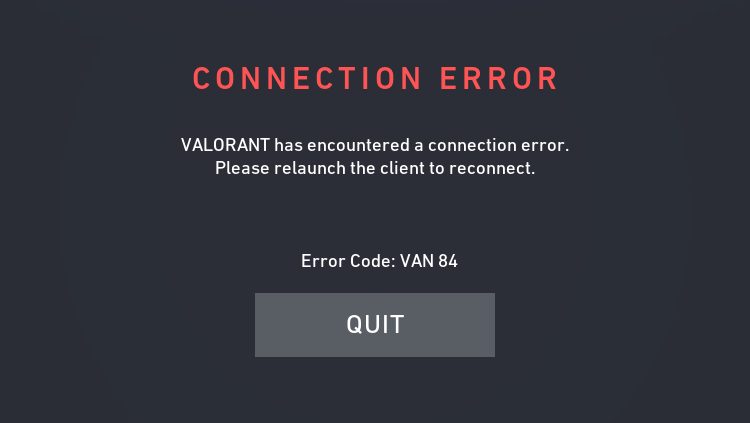 CONNECTION ERROR
VALORANT has encountered a connection error.
Please relaunch the client to reconnect.
Error Code: VAN 84
QUIT